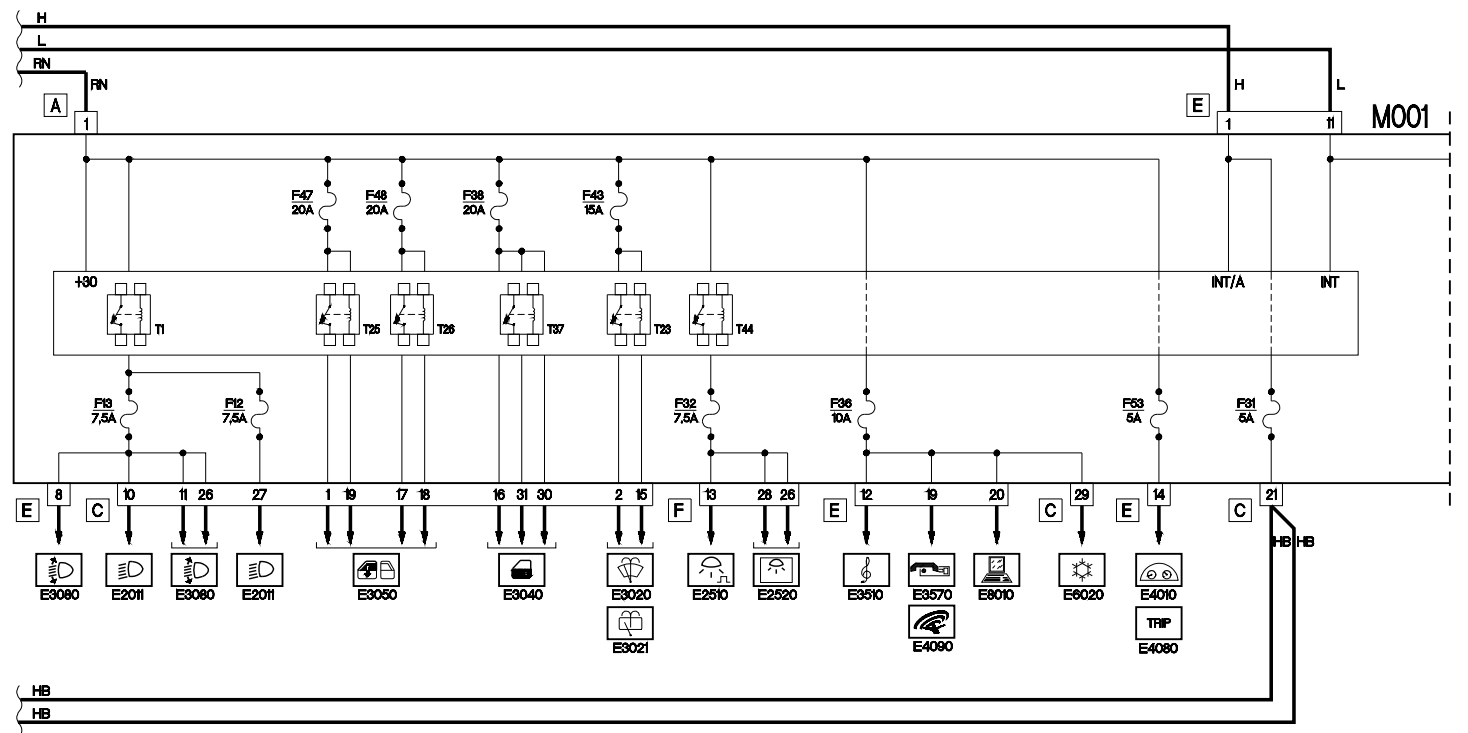 H
L
RN
RN
H
L
A
E
1
1
11
M001
F47
20A
F48
20A
F38
20A
F43
15A
+30
INT/A
INT
T1
T25
T26
T37
T23
T44
F13
7,5A
F12
7,5A
F32
7,5A
F36
10A
F53
5A
F31
5A
E
8
C
10
11
26
27
1
19
17
18
16
31
30
2
15
F
13
28
26
E
12
19
20
C
29
E
14
C
21
HB
HB
E3080
E2011
E3080
E2011
E3050
E3040
E3020
E2510
E2520
E3510
E3570
E8010
E6020
E4010
TRIP
E3021
E4090
E4080
HB
HB